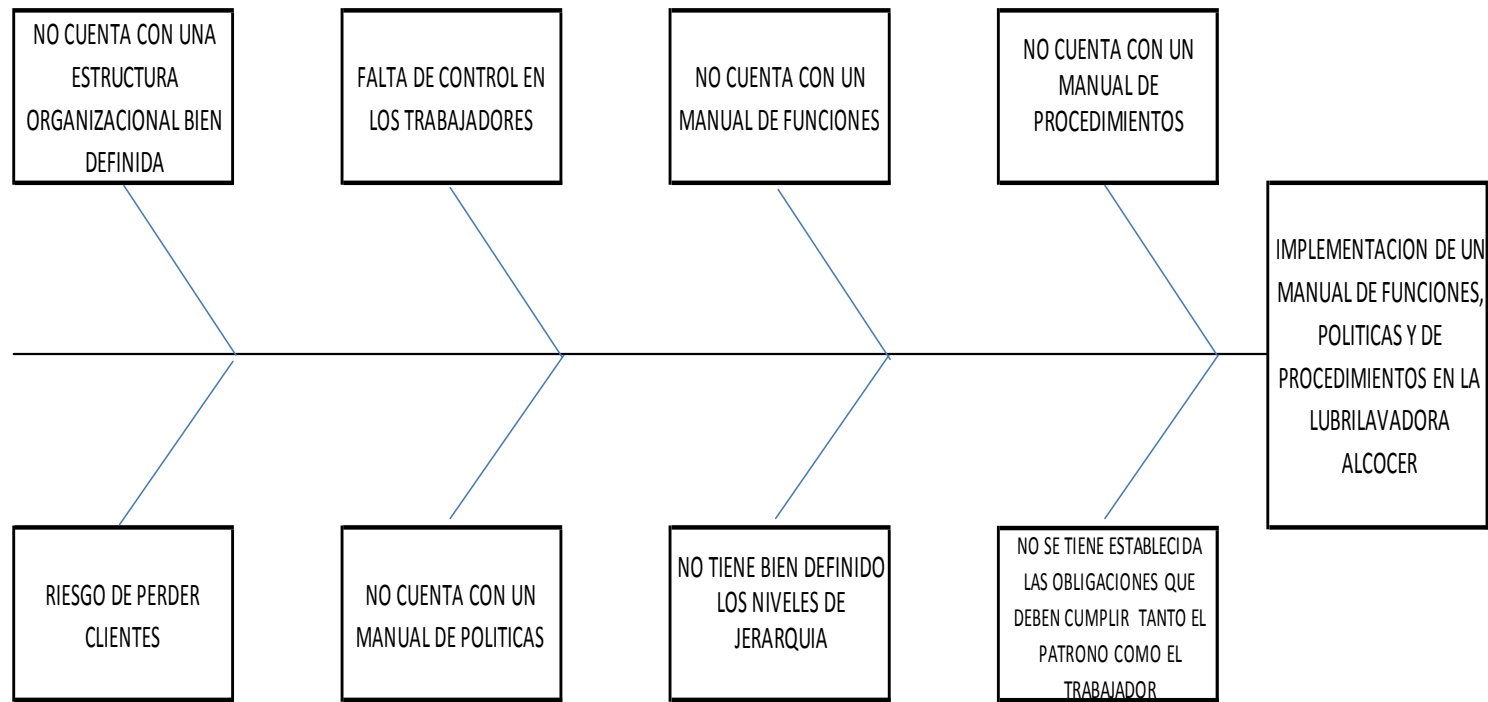 NO CUENTA CON UNA
ESTRUCTURA
ORGANIZACIONAL BIEN
DEFINIDA
FALTA DE CONTROL EN
LOS TRABAJADORES
NO CUENTA CON UN
MANUAL DE FUNCIONES
NO CUENTA CON UN
MANUAL DE
PROCEDIMIENTOS
IMPLEMENTACION DE UN
MANUAL DE FUNCIONES,
POLITICAS Y DE
PROCEDIMIENTOS EN LA
LUBRILAVADORA
ALCOCER
RIESGO DE PERDER
CLIENTES
NO CUENTA CON UN
MANUAL DE POLITICAS
NO TIENE BIEN DEFINIDO
LOS NIVELES DE
JERARQUIA
NO SE TIENE ESTABLECIDA
LAS OBLIGACIONES QUE
DEBEN CUMPLIR TANTO EL
PATRONO COMO EL
TRABAJADOR